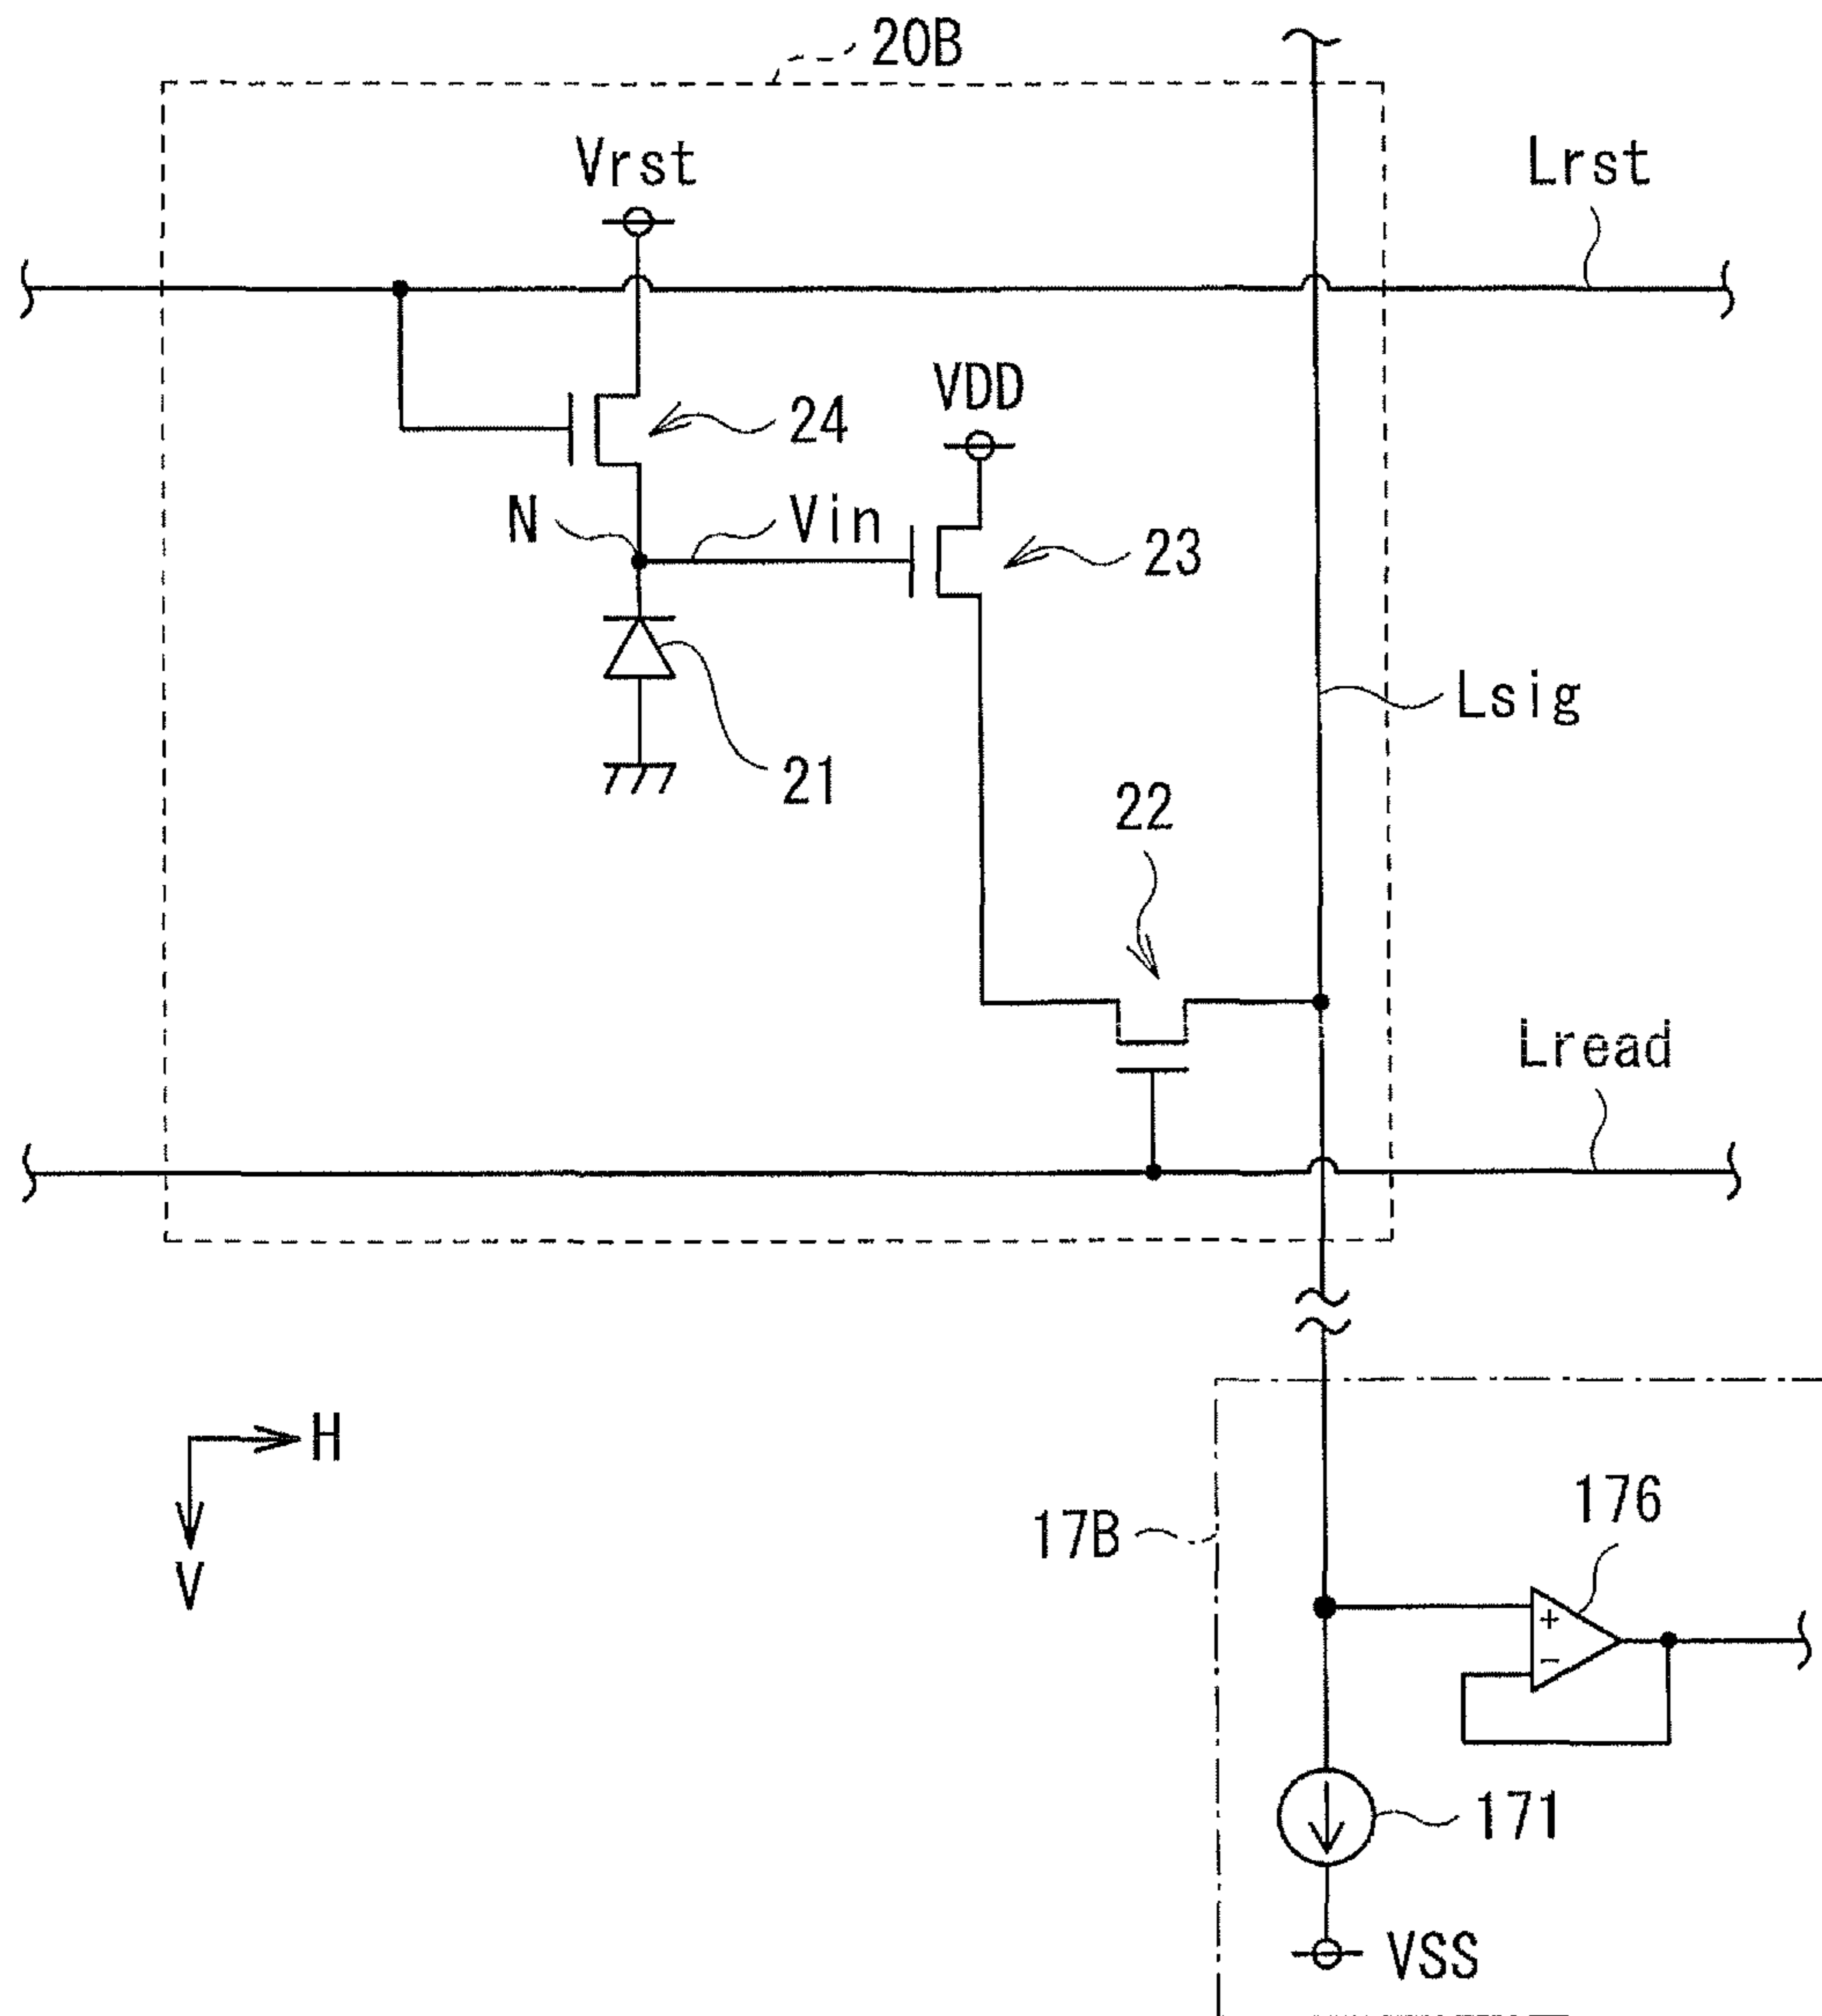 20B
Vrst
Lrst
VDD
24
N
Vin
23
Lsig
21
22
Lread
H
V
17B
176
+
−
171
VSS